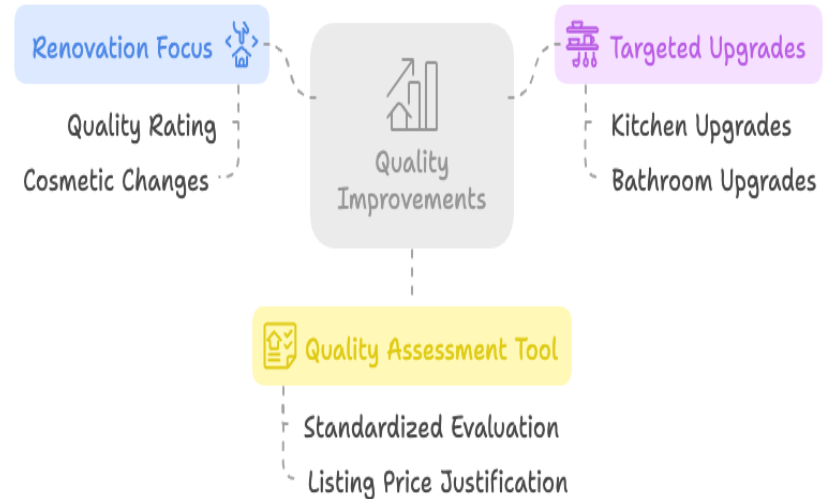 Renovation Focus
Quality Rating
Cosmetic Changes
Quality
Improvements
Targeted Upgrades
Kitchen Upgrades
Bathroom Upgrades
Quality Assessment Tool
Standardized Evaluation
Listing Price Justification